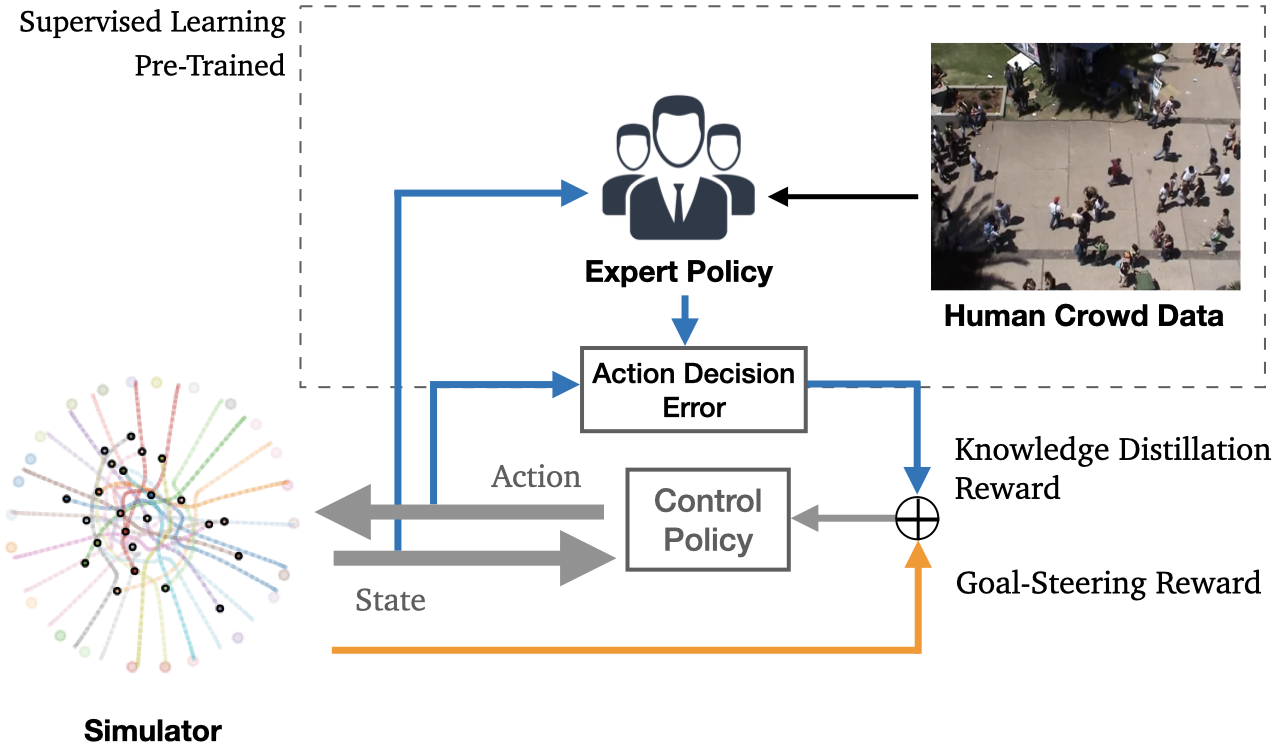 Supervised Learning
Pre-Trained
Expert Policy
Human Crowd Data
Action Decision
Error
Knowledge Distillation
Reward
Action
Control
Policy
State
Goal-Steering Reward
Simulator